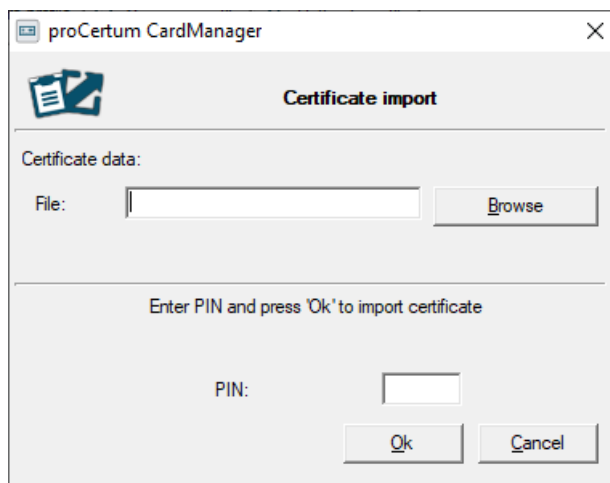 proCertum CardManager
Certificate import
Certificate data:
File:
Browse
Enter PIN and press 'Ok' to import certificate
PIN:
Ok
Cancel